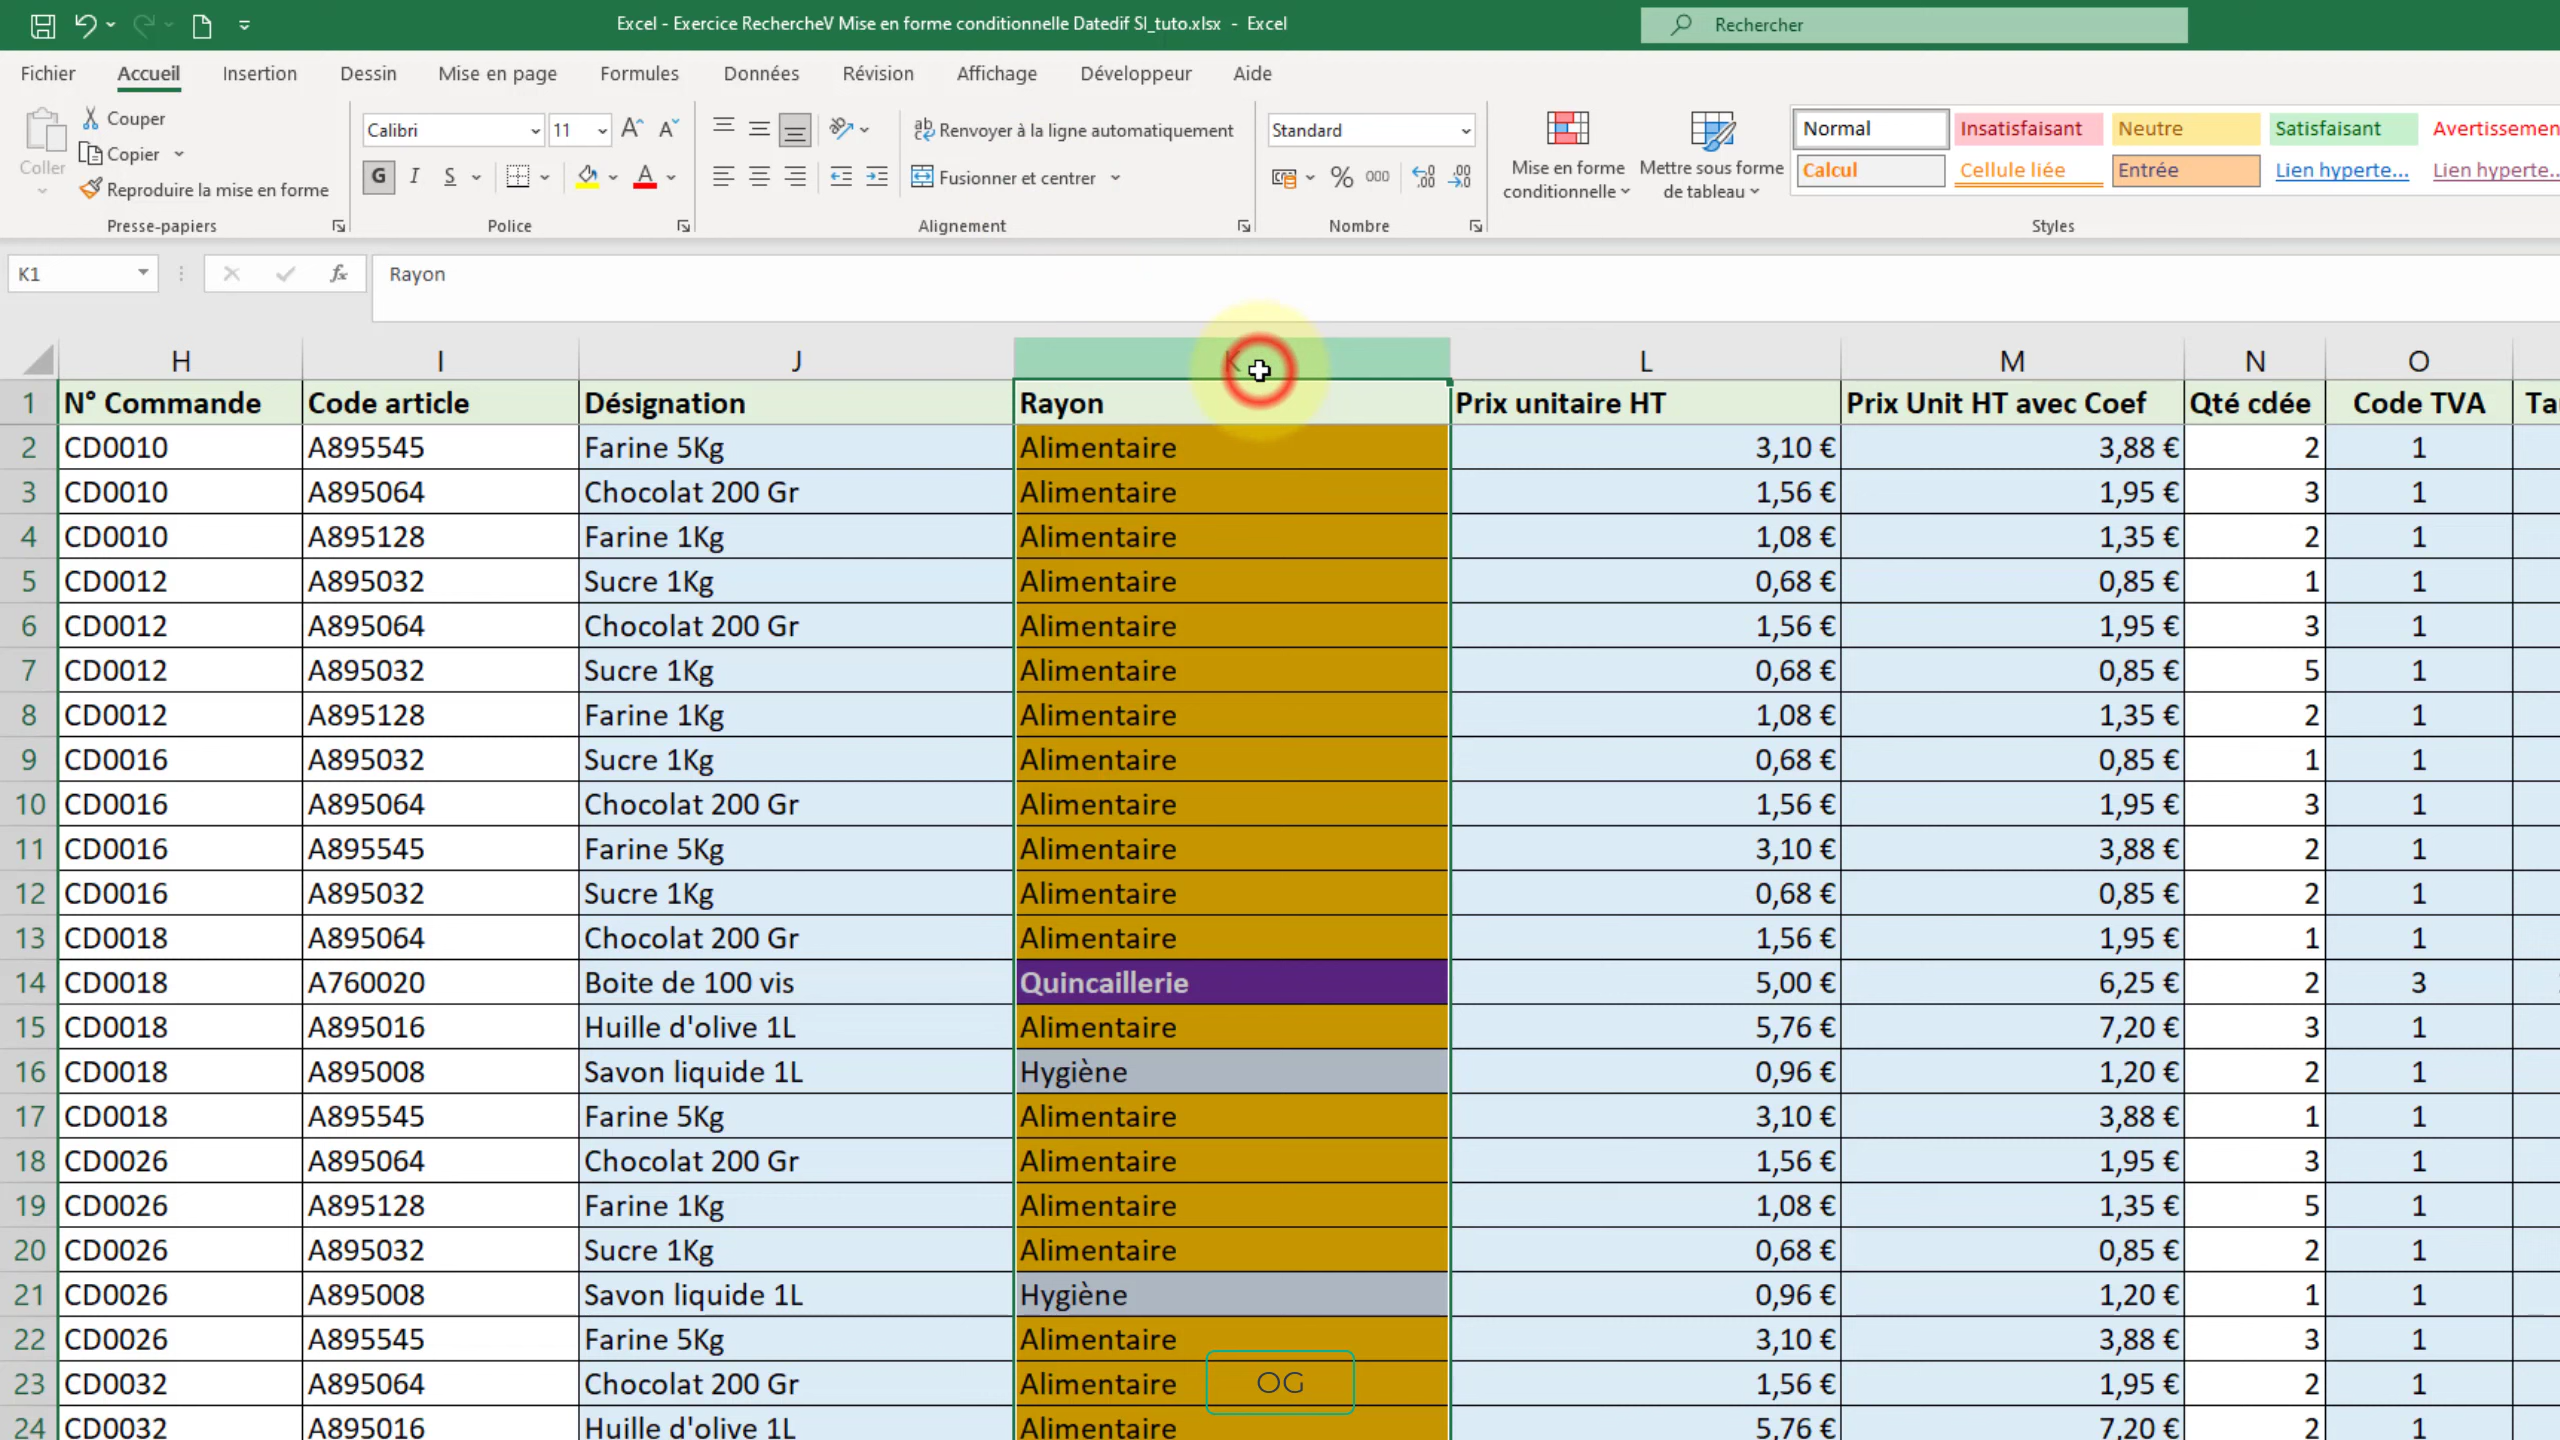 Excel - Exercice RechercheV Mise en forme conditionnelle Datedif SI_tuto.xlsx - Excel
Rechercher
Fichier Accueil Insertion Dessin Mise en page Formules Données Révision Affichage Développeur Aide
Coller
Couper
Copier
Reproduire la mise en forme
Presse-papiers
Calibri 11
G I S
Police
Renvoyer à la ligne automatiquement
Fusionner et centrer
Alignement
Standard
% 000
Nombre
Mise en forme conditionnelle
Mettre sous forme de tableau
Normal Insatisfaisant Neutre Satisfaisant Avertissemen
Calcul Cellule liée Entrée Lien hyperte... Lien hyperte...
Styles
K1 fx Rayon
H I J K L M N O
1 N° Commande Code article Désignation Rayon Prix unitaire HT Prix Unit HT avec Coef Qté cdée Code TVA Ta
2 CD0010 A895545 Farine 5Kg Alimentaire 3,10 € 3,88 € 2 1
3 CD0010 A895064 Chocolat 200 Gr Alimentaire 1,56 € 1,95 € 3 1
4 CD0010 A895128 Farine 1Kg Alimentaire 1,08 € 1,35 € 2 1
5 CD0012 A895032 Sucre 1Kg Alimentaire 0,68 € 0,85 € 1 1
6 CD0012 A895064 Chocolat 200 Gr Alimentaire 1,56 € 1,95 € 3 1
7 CD0012 A895032 Sucre 1Kg Alimentaire 0,68 € 0,85 € 5 1
8 CD0012 A895128 Farine 1Kg Alimentaire 1,08 € 1,35 € 2 1
9 CD0016 A895032 Sucre 1Kg Alimentaire 0,68 € 0,85 € 1 1
10 CD0016 A895064 Chocolat 200 Gr Alimentaire 1,56 € 1,95 € 3 1
11 CD0016 A895545 Farine 5Kg Alimentaire 3,10 € 3,88 € 2 1
12 CD0016 A895032 Sucre 1Kg Alimentaire 0,68 € 0,85 € 2 1
13 CD0018 A895064 Chocolat 200 Gr Alimentaire 1,56 € 1,95 € 1 1
14 CD0018 A760020 Boite de 100 vis Quincaillerie 5,00 € 6,25 € 2 3
15 CD0018 A895016 Huille d'olive 1L Alimentaire 5,76 € 7,20 € 3 1
16 CD0018 A895008 Savon liquide 1L Hygiène 0,96 € 1,20 € 2 1
17 CD0018 A895545 Farine 5Kg Alimentaire 3,10 € 3,88 € 1 1
18 CD0026 A895064 Chocolat 200 Gr Alimentaire 1,56 € 1,95 € 3 1
19 CD0026 A895128 Farine 1Kg Alimentaire 1,08 € 1,35 € 5 1
20 CD0026 A895032 Sucre 1Kg Alimentaire 0,68 € 0,85 € 2 1
21 CD0026 A895008 Savon liquide 1L Hygiène 0,96 € 1,20 € 1 1
22 CD0026 A895545 Farine 5Kg Alimentaire 3,10 € 3,88 € 3 1
23 CD0032 A895064 Chocolat 200 Gr Alimentaire OG 1,56 € 1,95 € 2 1
24 CD0032 A895016 Huille d'olive 1L Alimentaire 5,76 € 7,20 € 2 1